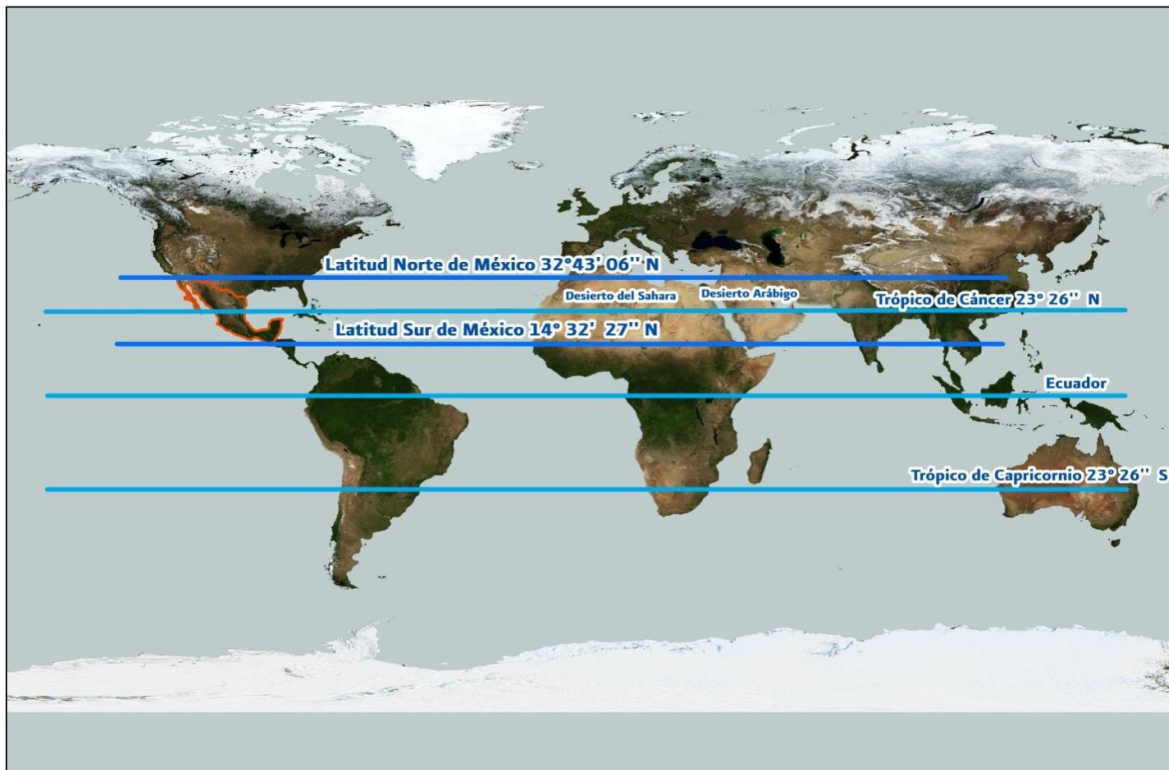 Latitud Norte de México 32°43' 06'' N
Desierto del Sahara
Desierto Arábigo
Trópico de Cáncer 23° 26'' N
Latitud Sur de México 14° 32' 27'' N
Ecuador
Trópico de Capricornio 23° 26'' S